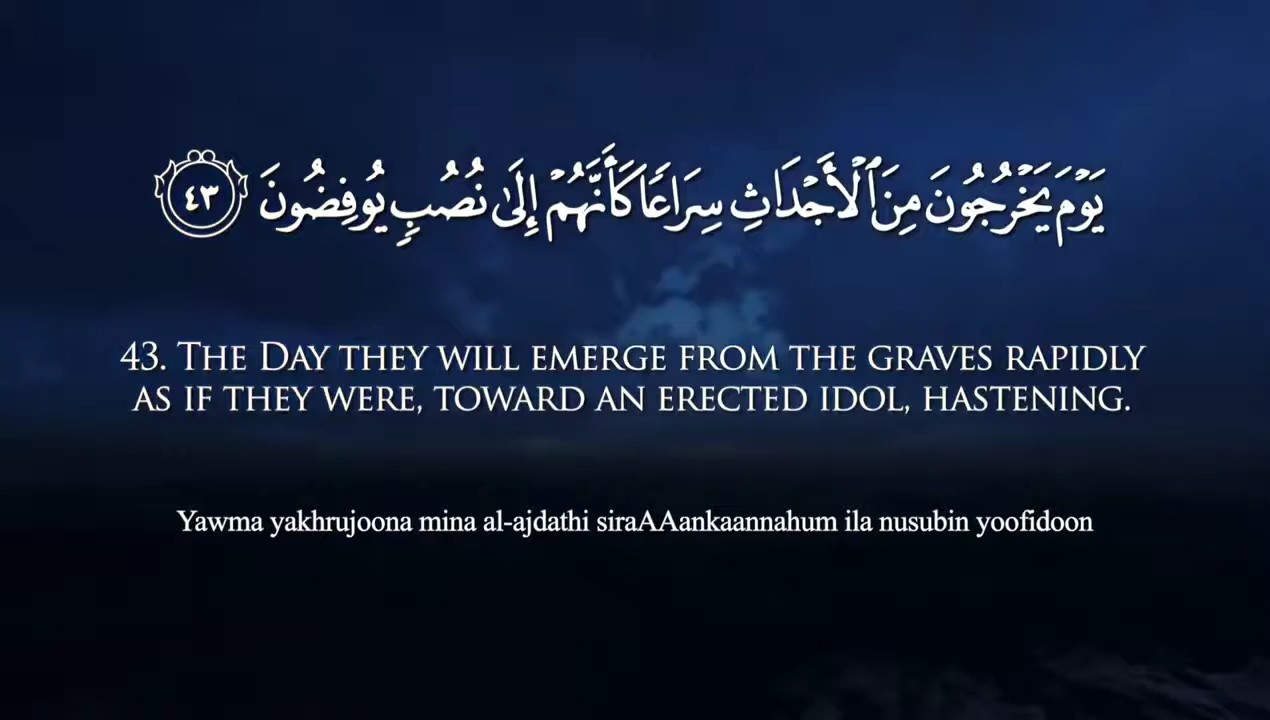 يَوْمَ يَخْرُجُونَ مِنَ ٱلْأَجْدَاثِ سِرَاعًا كَأَنَّهُمْ إِلَىٰ نُصُبٍ يُوفِضُونَ ٤٣
43. The Day they will emerge from the graves rapidly
as if they were, toward an erected idol, hastening.
Yawma yakhrujoona mina al-ajdathi siraAAankaannahum ila nusubin yoofidoon